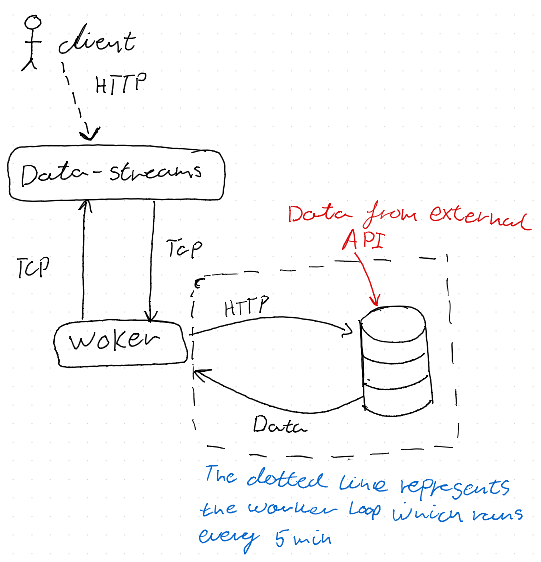 client
HTTP
Data-streams
Data from external
API
TCP
Tcp
HTTP
Woker
Data
The dotted line represents
the worker loop which runs
every 5 min